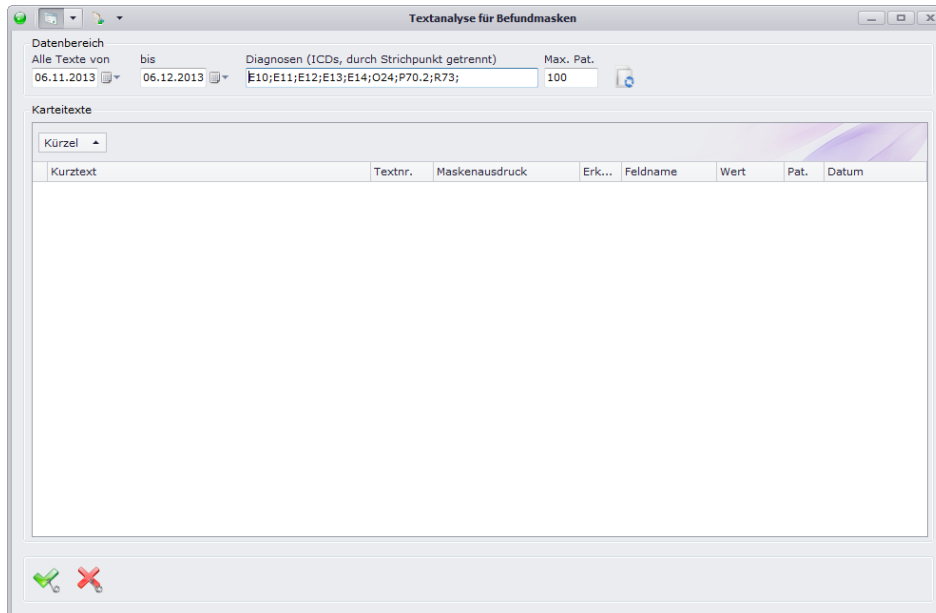 Textanalyse für Befundmasken
Datenbereich
Alle Texte von bis Diagnosen (ICDs, durch Strichpunkt getrennt) Max. Pat.
06.11.2013 06.12.2013 E10;E11;E12;E13;E14;O24;P70.2;R73; 100
Karteitexte
Kürzel
Kurztext Textnr. Maskenausdruck Erk... Feldname Wert Pat. Datum